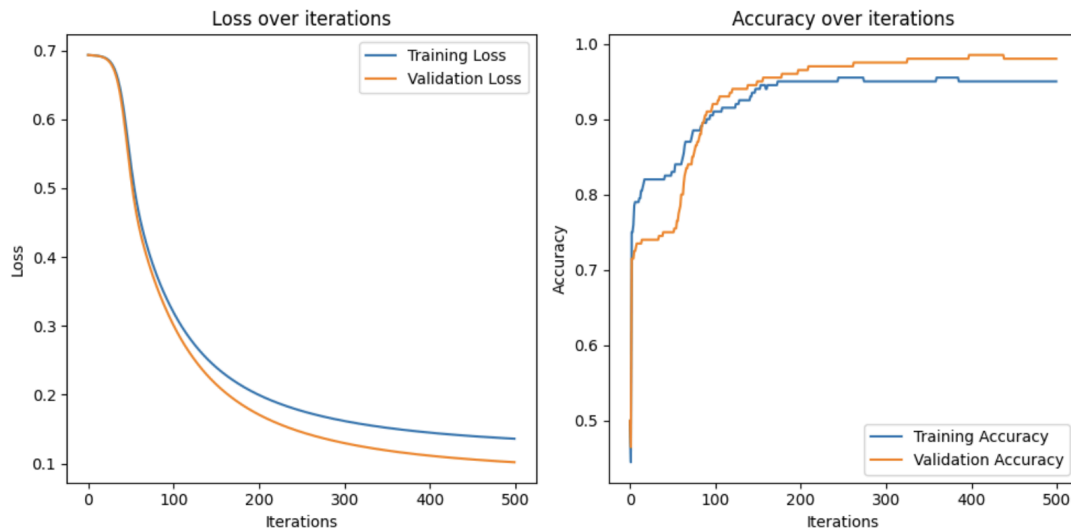 Loss over iterations
0.7
0.6
0.5
0.4
0.3
0.2
0.1
Loss
Training Loss
Validation Loss
0 100 200 300 400 500
Iterations
Accuracy over iterations
1.0
0.9
0.8
0.7
0.6
0.5
Accuracy
Training Accuracy
Validation Accuracy
0 100 200 300 400 500
Iterations